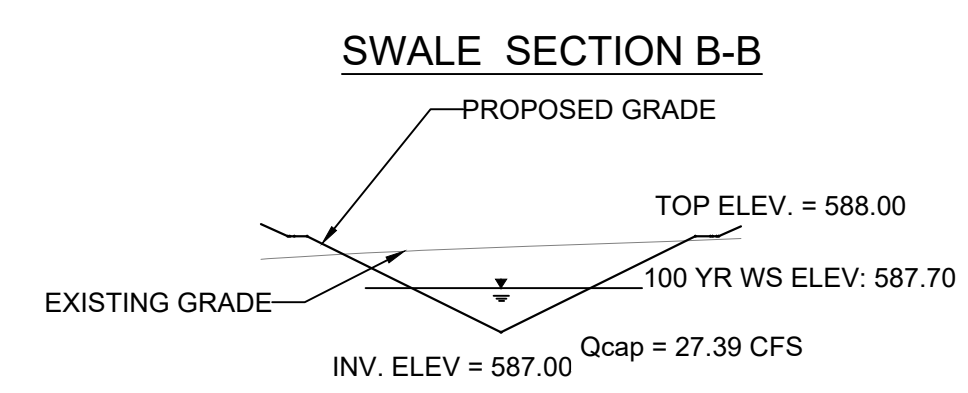 SWALE SECTION B-B
PROPOSED GRADE
TOP ELEV. = 588.00
100 YR WS ELEV: 587.70
EXISTING GRADE
Qcap = 27.39 CFS
INV. ELEV = 587.00